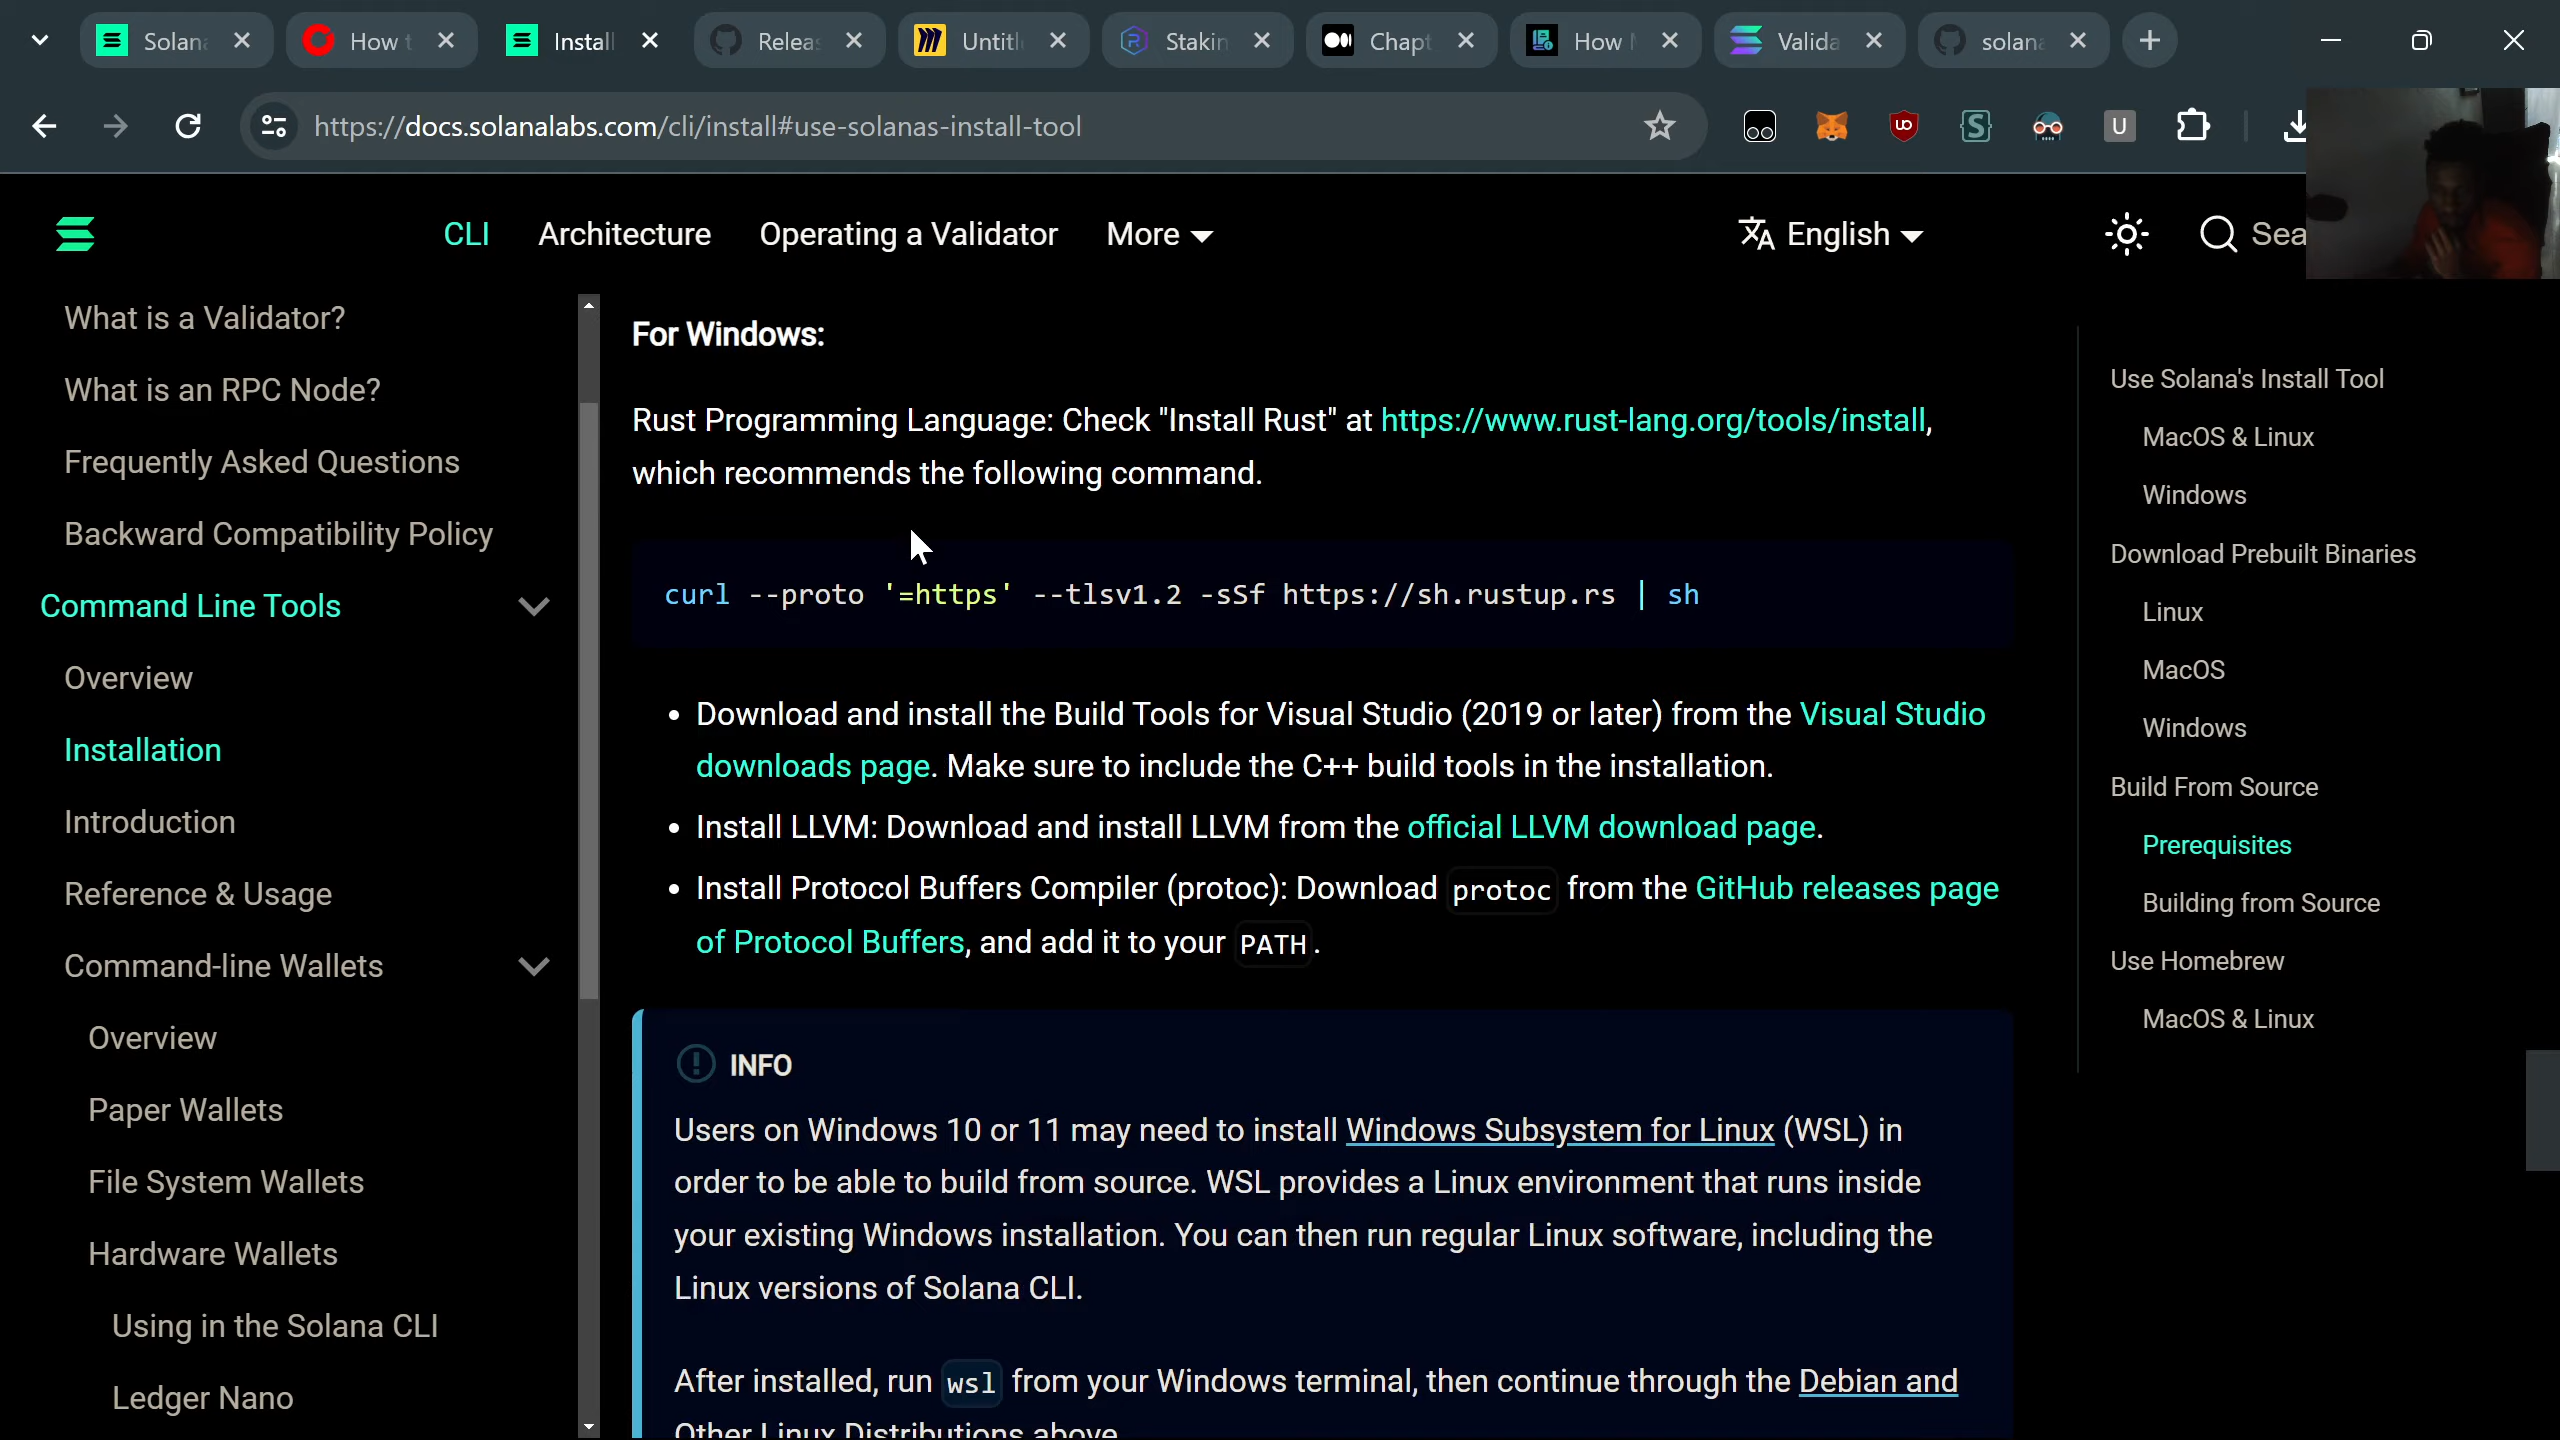 Solana
How t
Install
Relea
Untitl
Stakin
Chapt
How
Valida
solana
https://docs.solanalabs.com/cli/install#use-solanas-install-tool
U
CLI
Architecture
Operating a Validator
More
English
Sea
What is a Validator?
What is an RPC Node?
Frequently Asked Questions
Backward Compatibility Policy
Command Line Tools
Overview
Installation
Introduction
Reference & Usage
Command-line Wallets
Overview
Paper Wallets
File System Wallets
Hardware Wallets
Using in the Solana CLI
Ledger Nano
For Windows:
Rust Programming Language: Check "Install Rust" at https://www.rust-lang.org/tools/install,
which recommends the following command.
curl --proto '=https' --tlsv1.2 -sSf https://sh.rustup.rs | sh
• Download and install the Build Tools for Visual Studio (2019 or later) from the Visual Studio
downloads page. Make sure to include the C++ build tools in the installation.
• Install LLVM: Download and install LLVM from the official LLVM download page.
• Install Protocol Buffers Compiler (protoc): Download protoc from the GitHub releases page
of Protocol Buffers, and add it to your PATH.
INFO
Users on Windows 10 or 11 may need to install Windows Subsystem for Linux (WSL) in
order to be able to build from source. WSL provides a Linux environment that runs inside
your existing Windows installation. You can then run regular Linux software, including the
Linux versions of Solana CLI.
After installed, run wsl from your Windows terminal, then continue through the Debian and
Other Linux Distributions above.
Use Solana's Install Tool
MacOS & Linux
Windows
Download Prebuilt Binaries
Linux
MacOS
Windows
Build From Source
Prerequisites
Building from Source
Use Homebrew
MacOS & Linux